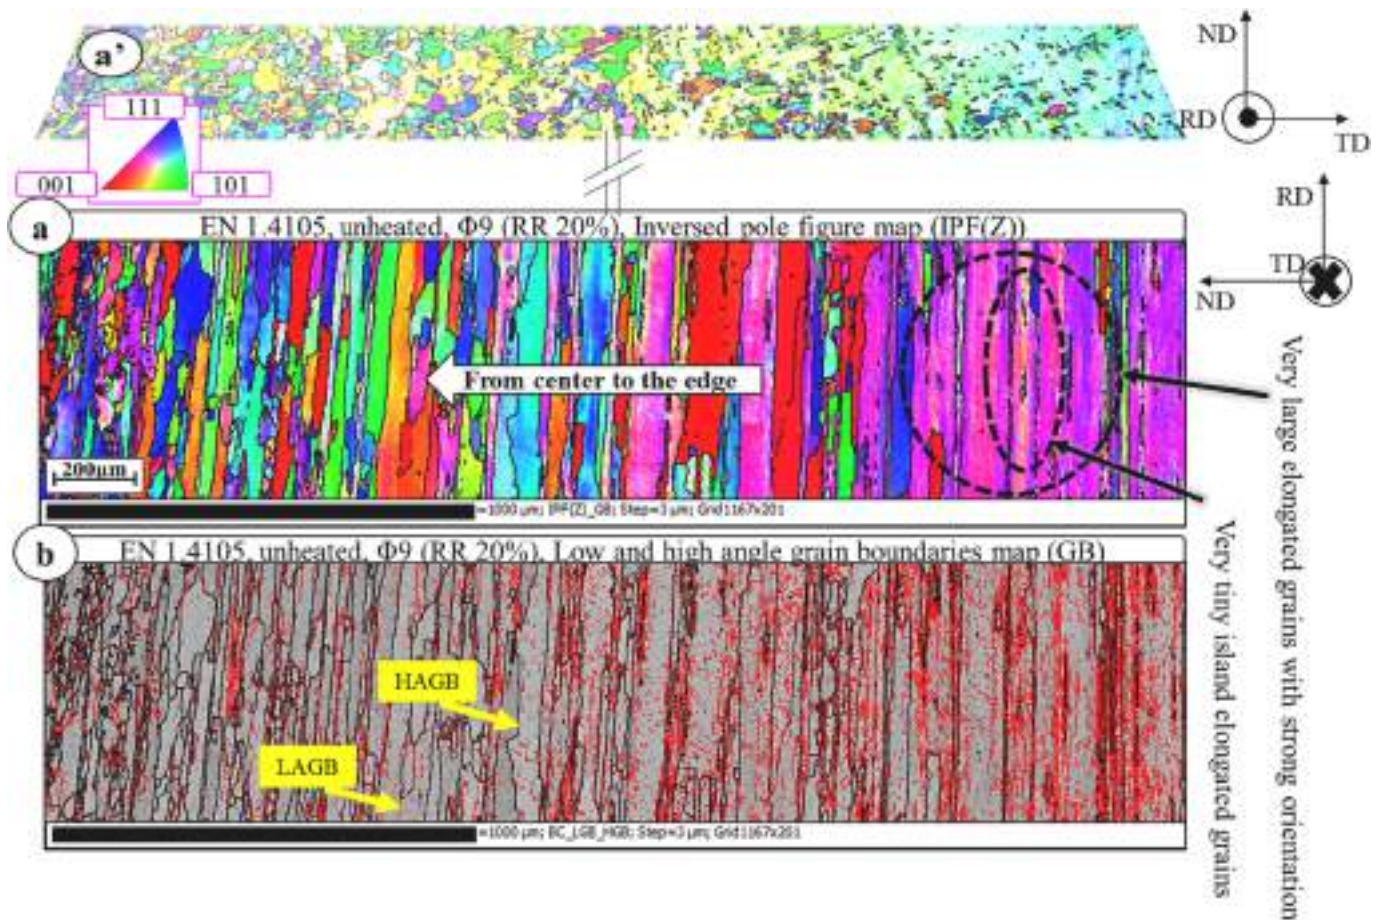 a'
ND
RD
TD
111
001
101
RD
TD
ND
a
EN 1.4105, unheated, Φ9 (RR 20%), Inversed pole figure map (IPF(Z))
From center to the edge
200μm
=1000 μm; IPF(Z)_GB; Step=3 μm; Grid1167x201
b
EN 1.4105, unheated, Φ9 (RR 20%), Low and high angle grain boundaries map (GB)
HAGB
LAGB
=1000 μm; BC_LGB_HGB; Step=3 μm; Grid1167x201
Very large elongated grains with strong orientation
Very tiny island elongated grains